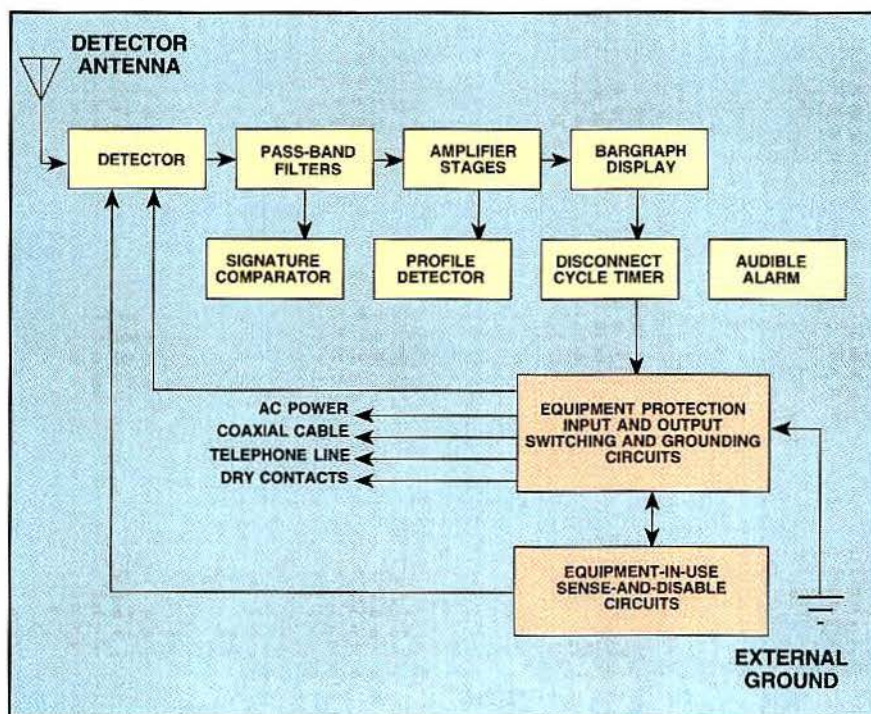 DETECTOR
ANTENNA
DETECTOR
PASS-BAND
FILTERS
AMPLIFIER
STAGES
BARGRAPH
DISPLAY
SIGNATURE
COMPARATOR
PROFILE
DETECTOR
DISCONNECT
CYCLE TIMER
AUDIBLE
ALARM
AC POWER
COAXIAL CABLE
TELEPHONE LINE
DRY CONTACTS
EQUIPMENT PROTECTION
INPUT AND OUTPUT
SWITCHING AND GROUNDING
CIRCUITS
EQUIPMENT-IN-USE
SENSE-AND-DISABLE
CIRCUITS
EXTERNAL
GROUND